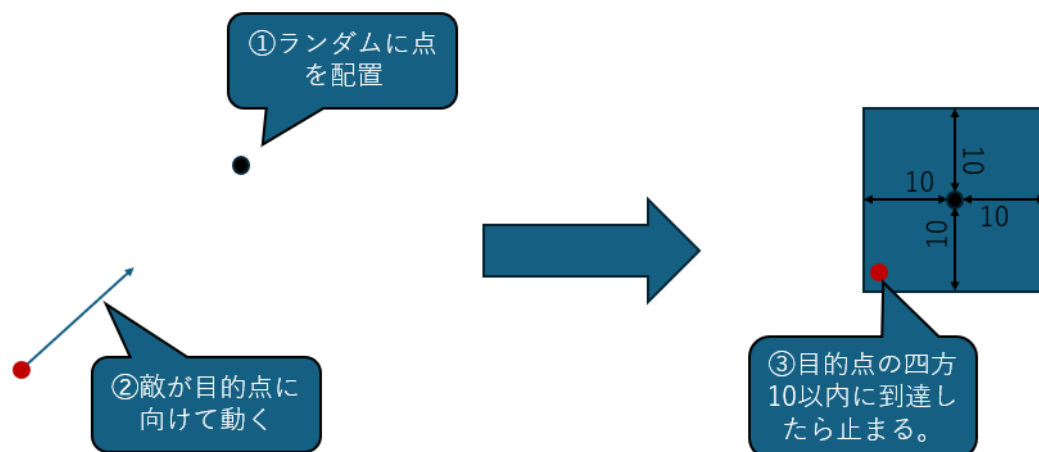 ①ランダムに点
を配置
②敵が目的点に
向けて動く
10
10
10
10
③目的点の四方
10以内に到達し
たら止まる。